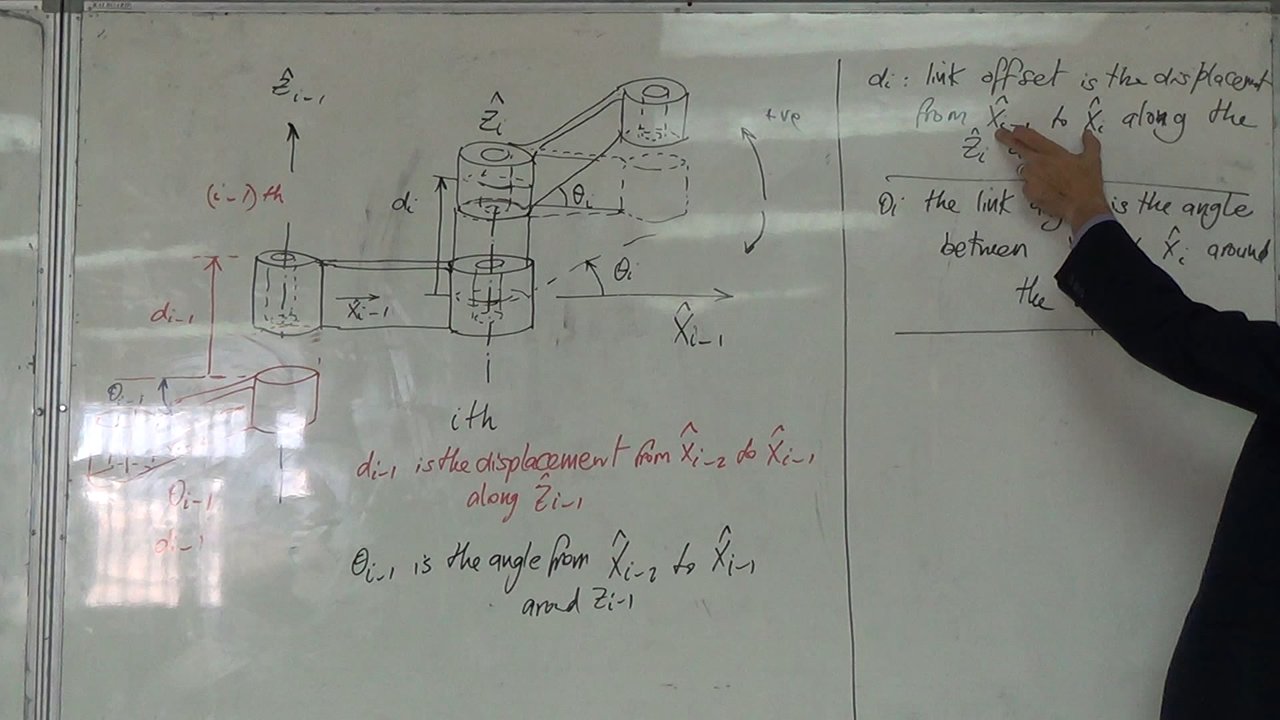 Ẑi-1
Ẑi
+ve
(i-1)th
di
θi
di-1
X̂i-1
θi
X̂i-1
θi-1
ith
di-1 is the displacement from X̂i-2 to X̂i-1
along Ẑi-1
θi-1
di-1
θi-1 is the angle from X̂i-2 to X̂i-1
around Zi-1
di: link offset is the displacement
from X̂i-1 to X̂i along the
Ẑi
θi the link is the angle
between X̂i around
the